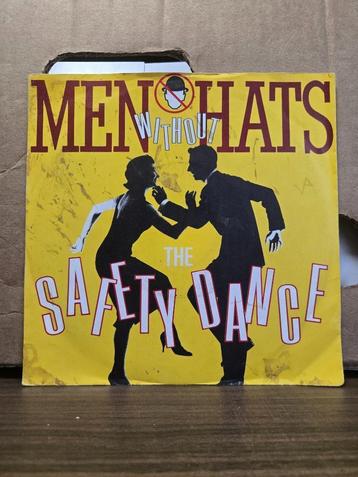 MEN HATS
WITHOUT
THE
SAFETY DANCE